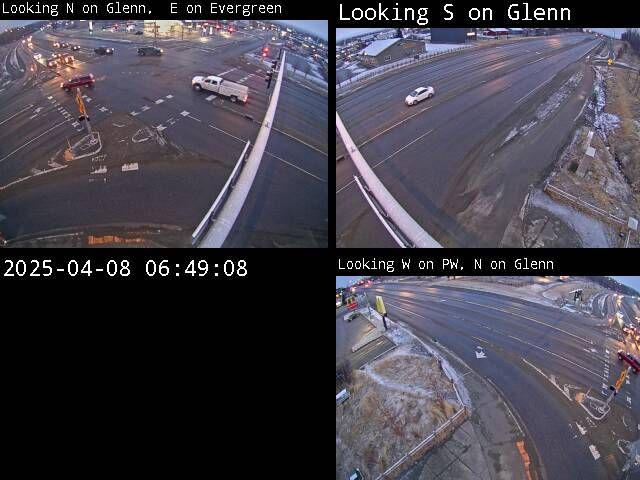 Looking N on Glenn,  E on Evergreen
Looking S on Glenn
2025-04-08 06:49:08
Looking W on PW, N on Glenn